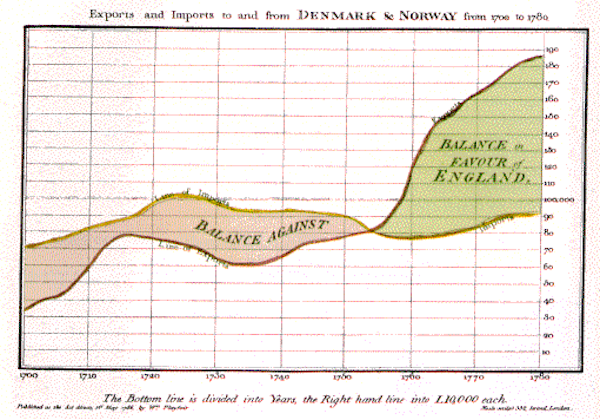 Exports and Imports to and from DENMARK & NORWAY from 1700 to 1780
190
180
170
160
150
140
130
120
110
100,000
90
80
70
60
50
40
30
20
10
Line of Imports
BALANCE AGAINST
Line of Exports
BALANCE in
FAVOUR of
ENGLAND.
Imports
1700 1710 1720 1730 1740 1750 1760 1770 1780
The Bottom line is divided into Years, the Right hand line into L10,000 each.
Published as the Act directs, 1st May 1786, by Wm Playfair
Neele sculpt 352, Strand, London.